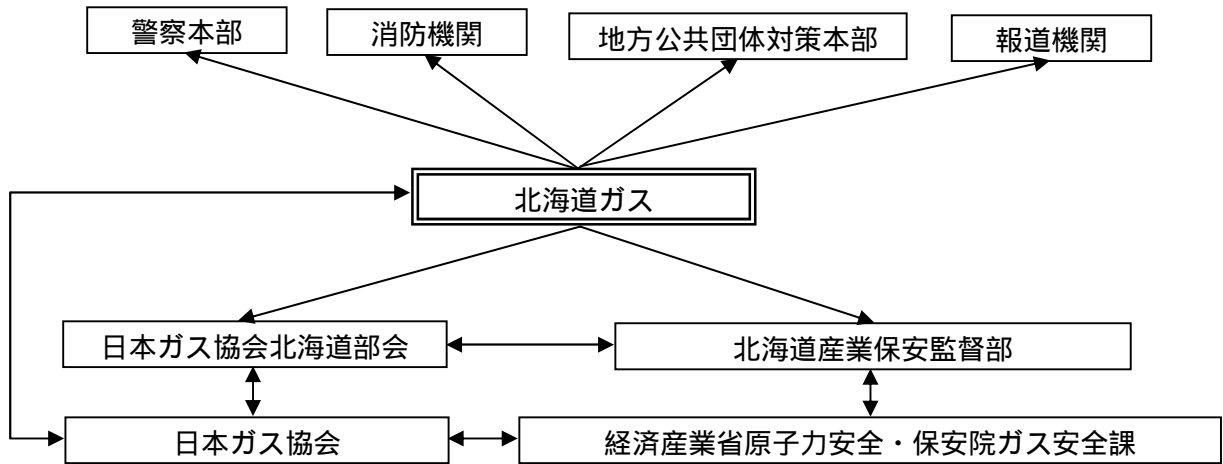 警察本部
消防機関
地方公共団体対策本部
報道機関
北海道ガス
日本ガス協会北海道部会
北海道産業保安監督部
日本ガス協会
経済産業省原子力安全・保安院ガス安全課